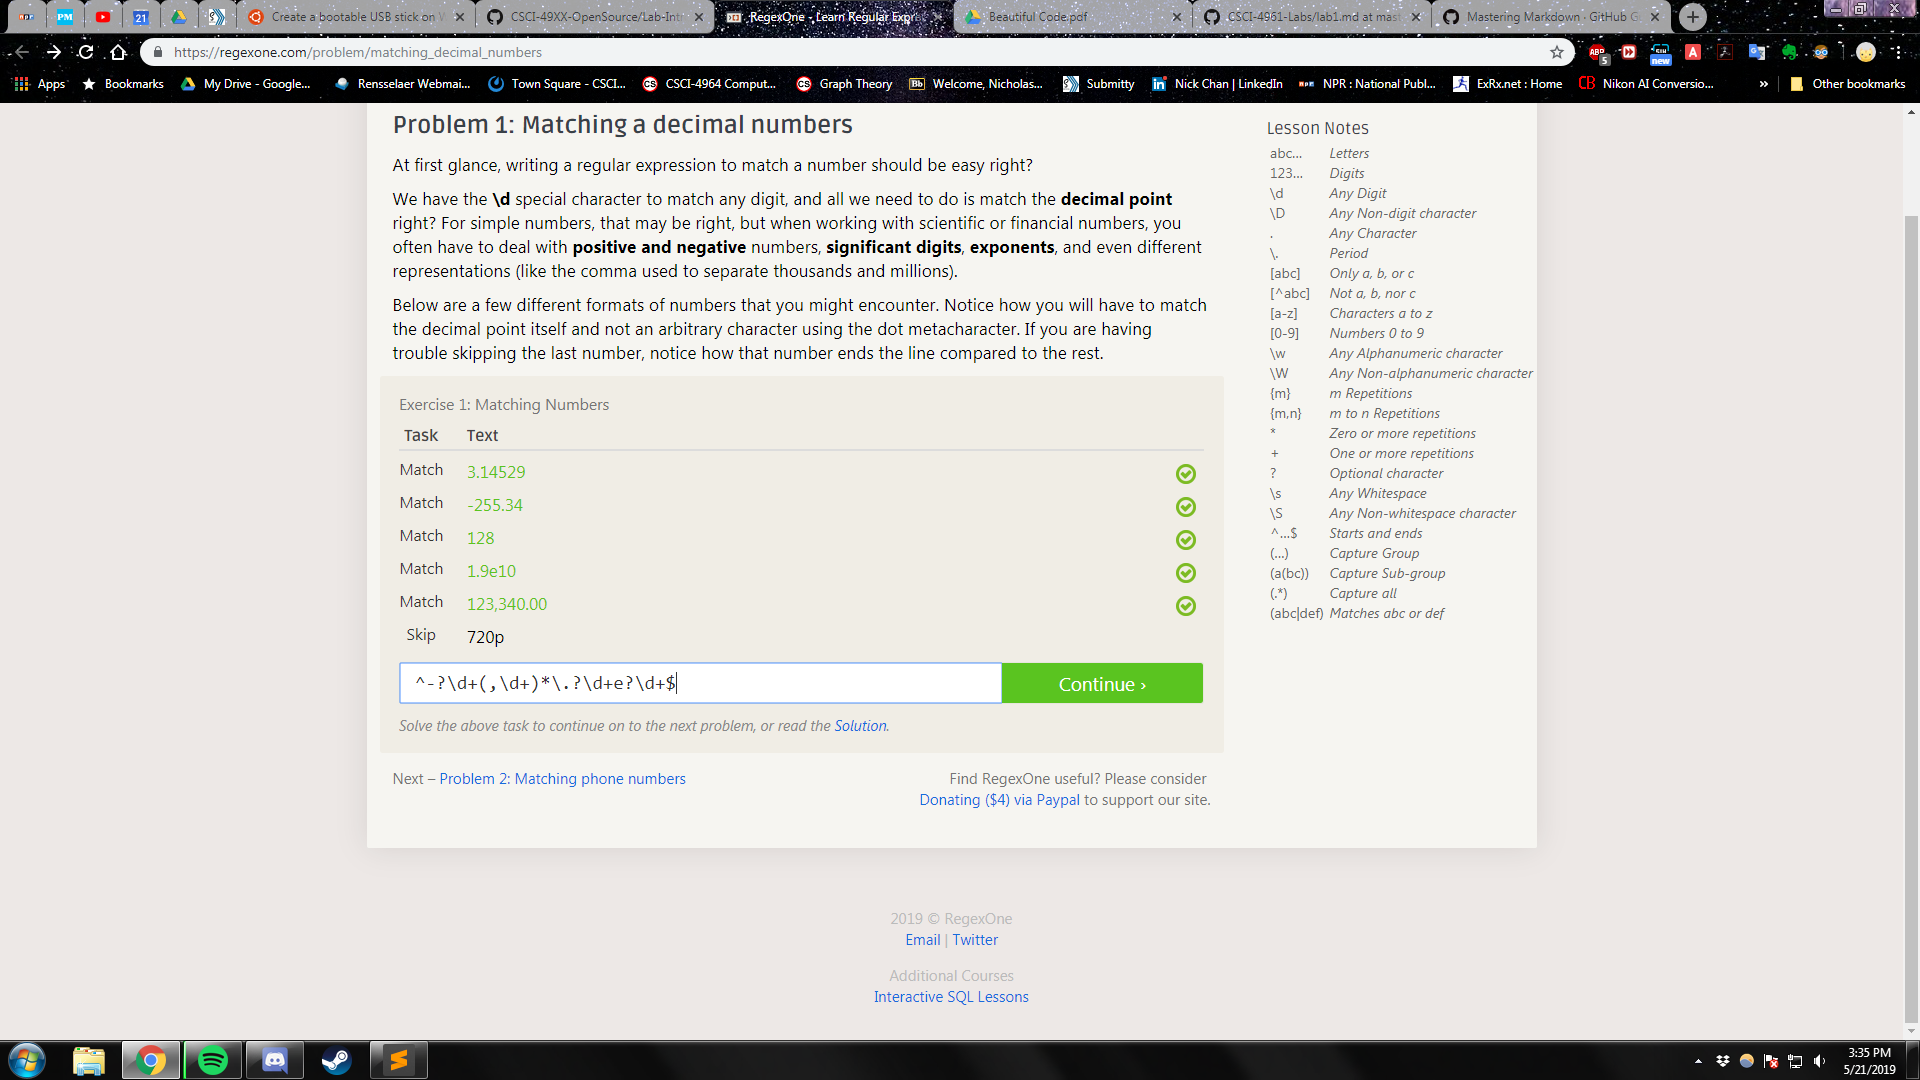 Create a bootable USB stick on W
CSCI-49XX-OpenSource/Lab-Int
RegexOne - Learn Regular Expre
Beautiful Code.pdf
CSCI-4961-Labs/lab1.md at mast
Mastering Markdown · GitHub G
https://regexone.com/problem/matching_decimal_numbers
Apps
Bookmarks
My Drive - Google...
Rensselaer Webmai...
Town Square - CSCI...
CSCI-4964 Comput...
Graph Theory
Welcome, Nicholas...
Submitty
Nick Chan | LinkedIn
NPR : National Publ...
ExRx.net : Home
Nikon AI Conversio...
»
Other bookmarks
Problem 1: Matching a decimal numbers
At first glance, writing a regular expression to match a number should be easy right?
We have the \d special character to match any digit, and all we need to do is match the decimal point
right? For simple numbers, that may be right, but when working with scientific or financial numbers, you
often have to deal with positive and negative numbers, significant digits, exponents, and even different
representations (like the comma used to separate thousands and millions).
Below are a few different formats of numbers that you might encounter. Notice how you will have to match
the decimal point itself and not an arbitrary character using the dot metacharacter. If you are having
trouble skipping the last number, notice how that number ends the line compared to the rest.
Exercise 1: Matching Numbers
Task Text
Match 3.14529
Match -255.34
Match 128
Match 1.9e10
Match 123,340.00
Skip 720p
^-?\d+(,\d+)*\.?\d+e?\d+$
Continue ›
Solve the above task to continue on to the next problem, or read the Solution.
Next – Problem 2: Matching phone numbers
Find RegexOne useful? Please consider
Donating ($4) via Paypal to support our site.
Lesson Notes
abc... Letters
123... Digits
\d Any Digit
\D Any Non-digit character
. Any Character
\. Period
[abc] Only a, b, or c
[^abc] Not a, b, nor c
[a-z] Characters a to z
[0-9] Numbers 0 to 9
\w Any Alphanumeric character
\W Any Non-alphanumeric character
{m} m Repetitions
{m,n} m to n Repetitions
* Zero or more repetitions
+ One or more repetitions
? Optional character
\s Any Whitespace
\S Any Non-whitespace character
^...$ Starts and ends
(...) Capture Group
(a(bc)) Capture Sub-group
(.*) Capture all
(abc|def) Matches abc or def
2019 © RegexOne
Email | Twitter
Additional Courses
Interactive SQL Lessons
3:35 PM
5/21/2019